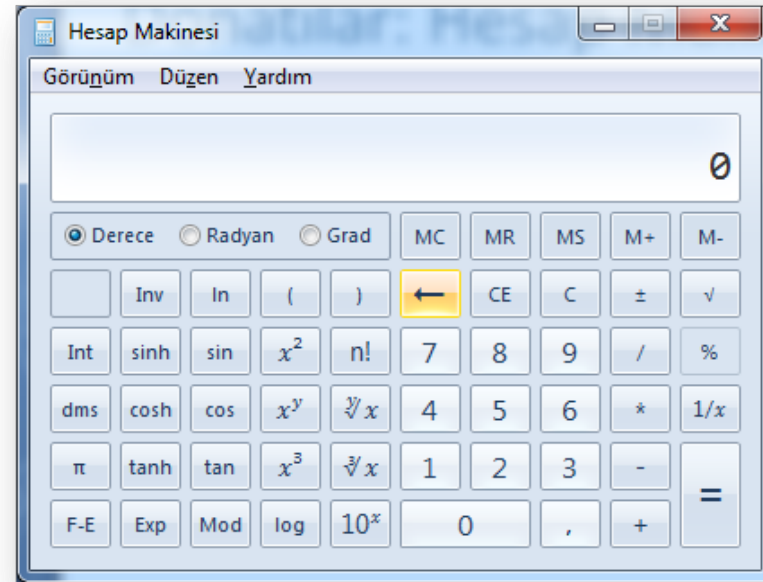 Hesap Makinesi
Görünüm Düzen Yardım
0
Derece Radyan Grad MC MR MS M+ M-
Inv ln ( ) ← CE C ± √
Int sinh sin x² n! 7 8 9 / %
dms cosh cos xʸ ʸ√x 4 5 6 * 1/x
π tanh tan x³ ³√x 1 2 3 - =
F-E Exp Mod log 10ˣ 0 , +